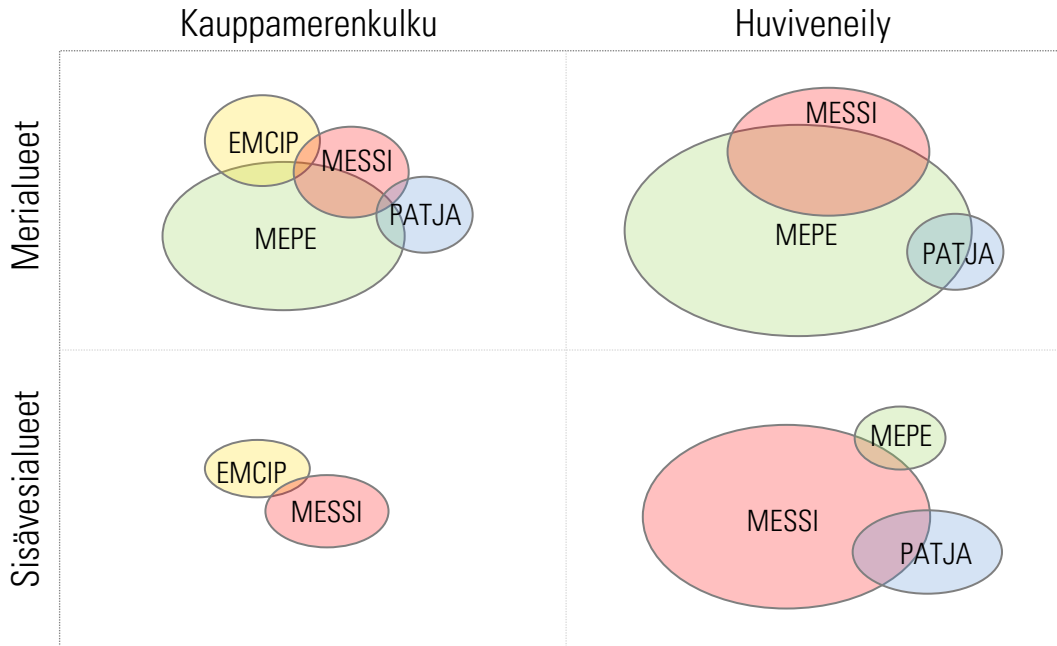 Kauppamerenkulku
Huviveneily
Merialueet
EMCIP
MESSI
PATJA
MEPE
MESSI
MEPE
PATJA
Sisävesialueet
EMCIP
MESSI
MEPE
MESSI
PATJA